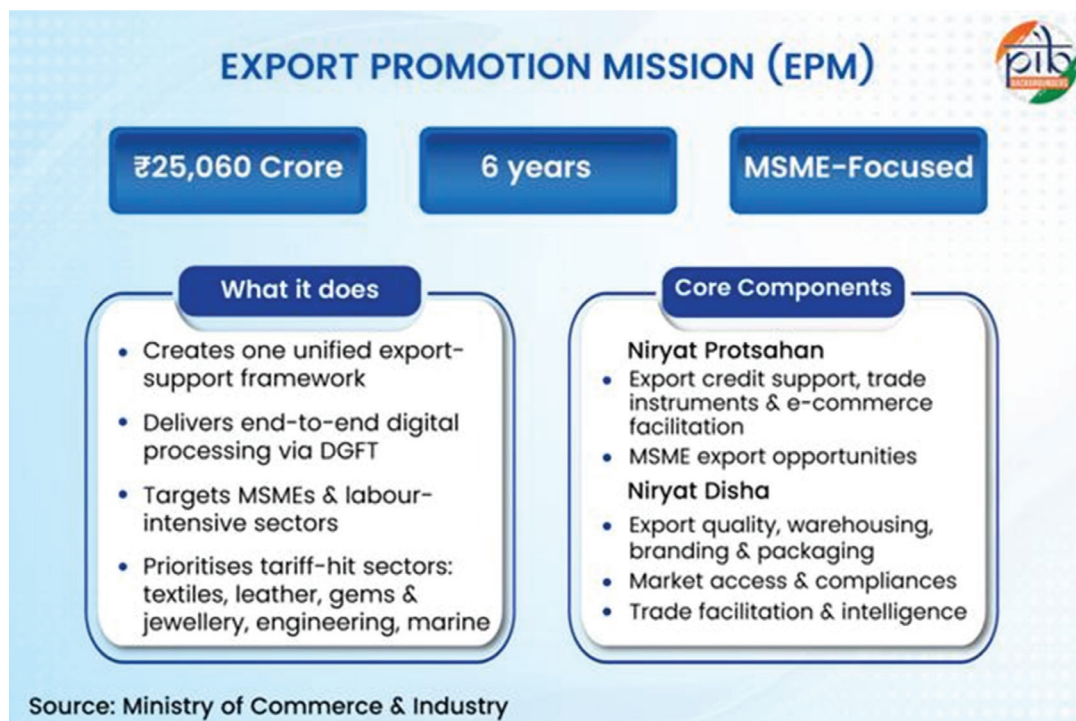 EXPORT PROMOTION MISSION (EPM)
pib
BACKGROUNDERS
₹25,060 Crore
6 years
MSME-Focused
What it does
• Creates one unified export-
support framework
• Delivers end-to-end digital
processing via DGFT
• Targets MSMEs & labour-
intensive sectors
• Prioritises tariff-hit sectors:
textiles, leather, gems &
jewellery, engineering, marine
Core Components
Niryat Protsahan
• Export credit support, trade
instruments & e-commerce
facilitation
• MSME export opportunities
Niryat Disha
• Export quality, warehousing,
branding & packaging
• Market access & compliances
• Trade facilitation & intelligence
Source: Ministry of Commerce & Industry